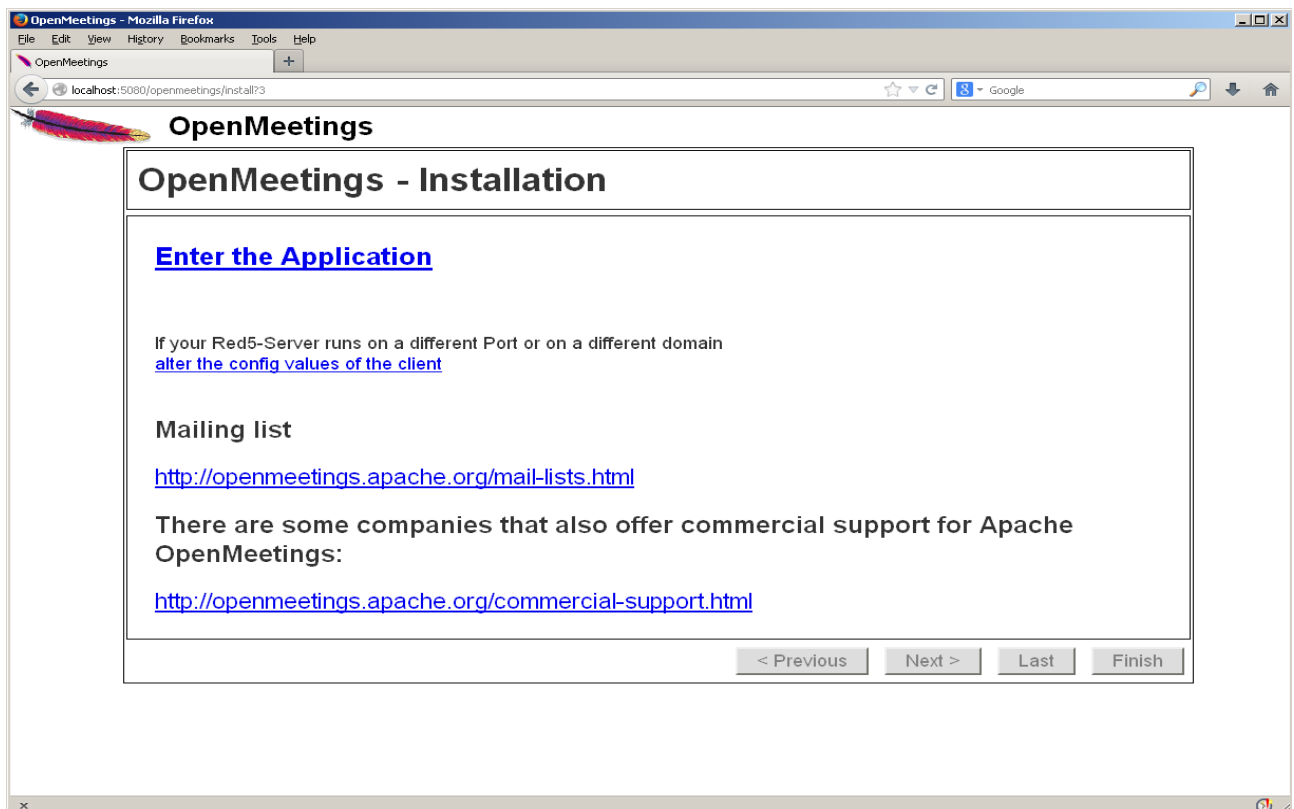 OpenMeetings - Mozilla Firefox
File Edit View History Bookmarks Tools Help
OpenMeetings
localhost:5080/openmeetings/install?3
Google
OpenMeetings
OpenMeetings - Installation
Enter the Application
If your Red5-Server runs on a different Port or on a different domain
alter the config values of the client
Mailing list
http://openmeetings.apache.org/mail-lists.html
There are some companies that also offer commercial support for Apache
OpenMeetings:
http://openmeetings.apache.org/commercial-support.html
< Previous Next > Last Finish